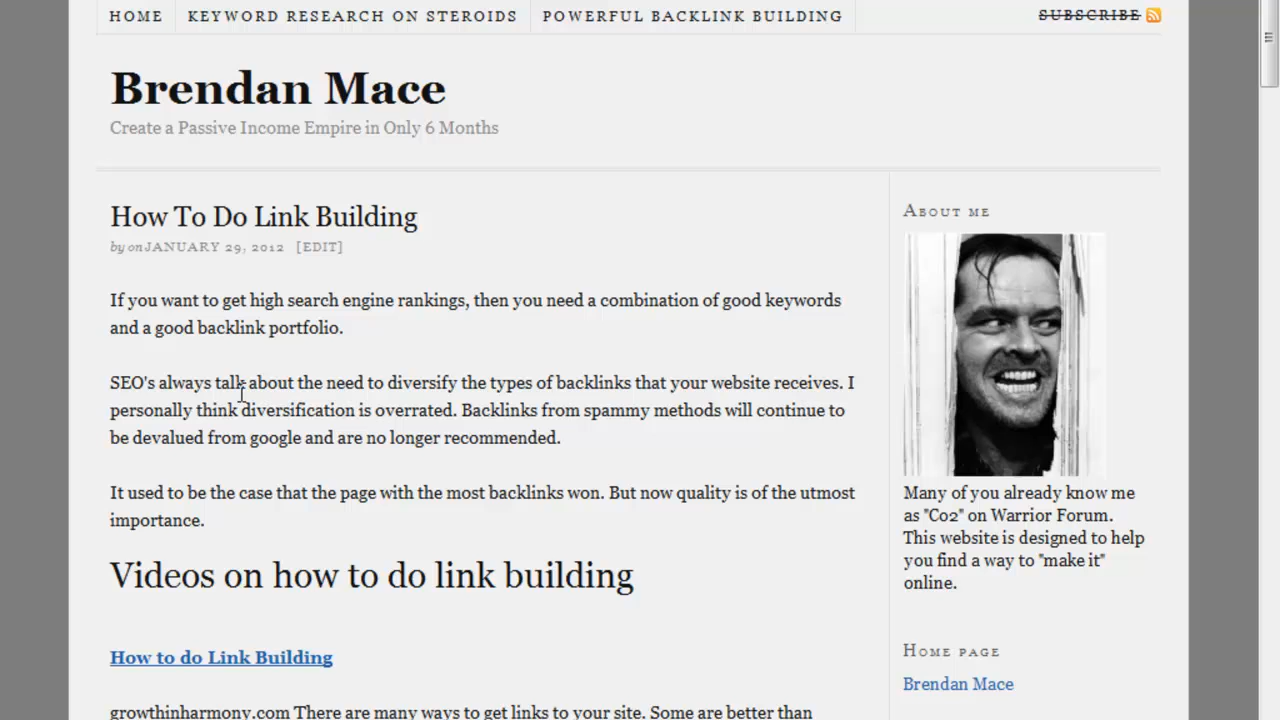 HOME KEYWORD RESEARCH ON STEROIDS POWERFUL BACKLINK BUILDING SUBSCRIBE
Brendan Mace
Create a Passive Income Empire in Only 6 Months
How To Do Link Building
by on JANUARY 29, 2012 [EDIT]
If you want to get high search engine rankings, then you need a combination of good keywords
and a good backlink portfolio.
SEO's always talk about the need to diversify the types of backlinks that your website receives. I
personally think diversification is overrated. Backlinks from spammy methods will continue to
be devalued from google and are no longer recommended.
It used to be the case that the page with the most backlinks won. But now quality is of the utmost
importance.
Videos on how to do link building
How to do Link Building
growthinharmony.com There are many ways to get links to your site. Some are better than
ABOUT ME
Many of you already know me
as "Co2" on Warrior Forum.
This website is designed to help
you find a way to "make it"
online.
HOME PAGE
Brendan Mace